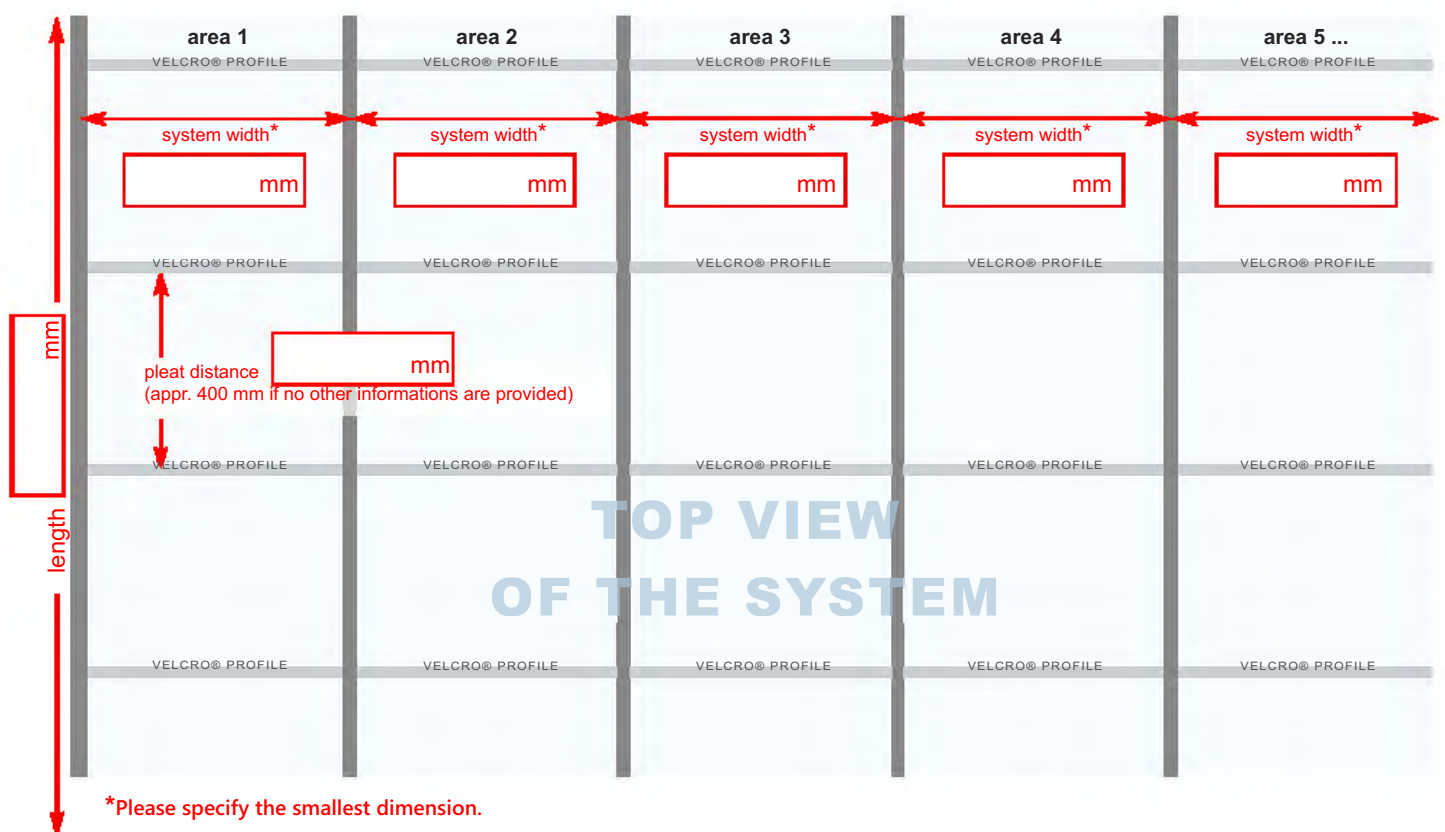 area 1
area 2
area 3
area 4
area 5 ...
VELCRO® PROFILE
VELCRO® PROFILE
VELCRO® PROFILE
VELCRO® PROFILE
VELCRO® PROFILE
system width*
system width*
system width*
system width*
system width*
mm
mm
mm
mm
mm
VELCRO® PROFILE
VELCRO® PROFILE
VELCRO® PROFILE
VELCRO® PROFILE
VELCRO® PROFILE
mm
length
mm
pleat distance
(appr. 400 mm if no other informations are provided)
VELCRO® PROFILE
VELCRO® PROFILE
VELCRO® PROFILE
VELCRO® PROFILE
VELCRO® PROFILE
TOP VIEW
OF THE SYSTEM
VELCRO® PROFILE
VELCRO® PROFILE
VELCRO® PROFILE
VELCRO® PROFILE
VELCRO® PROFILE
*Please specify the smallest dimension.